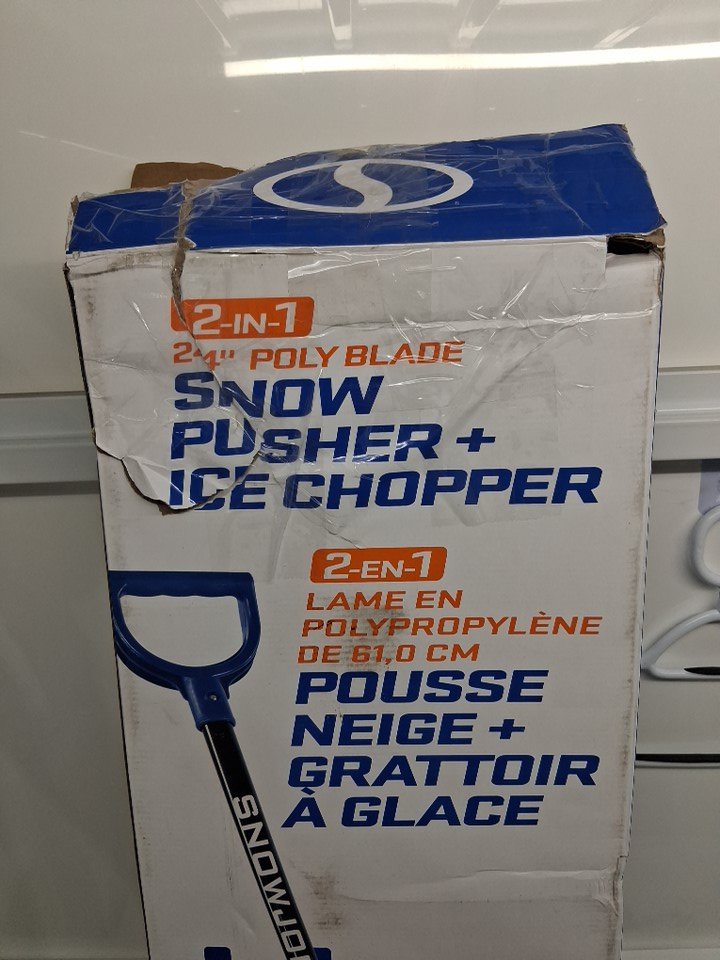 2-IN-1
24" POLY BLADE
SNOW
PUSHER +
ICE CHOPPER
2-EN-1
LAME EN
POLYPROPYLÈNE
DE 61,0 CM
POUSSE
NEIGE +
GRATTOIR
À GLACE
SNOWJO